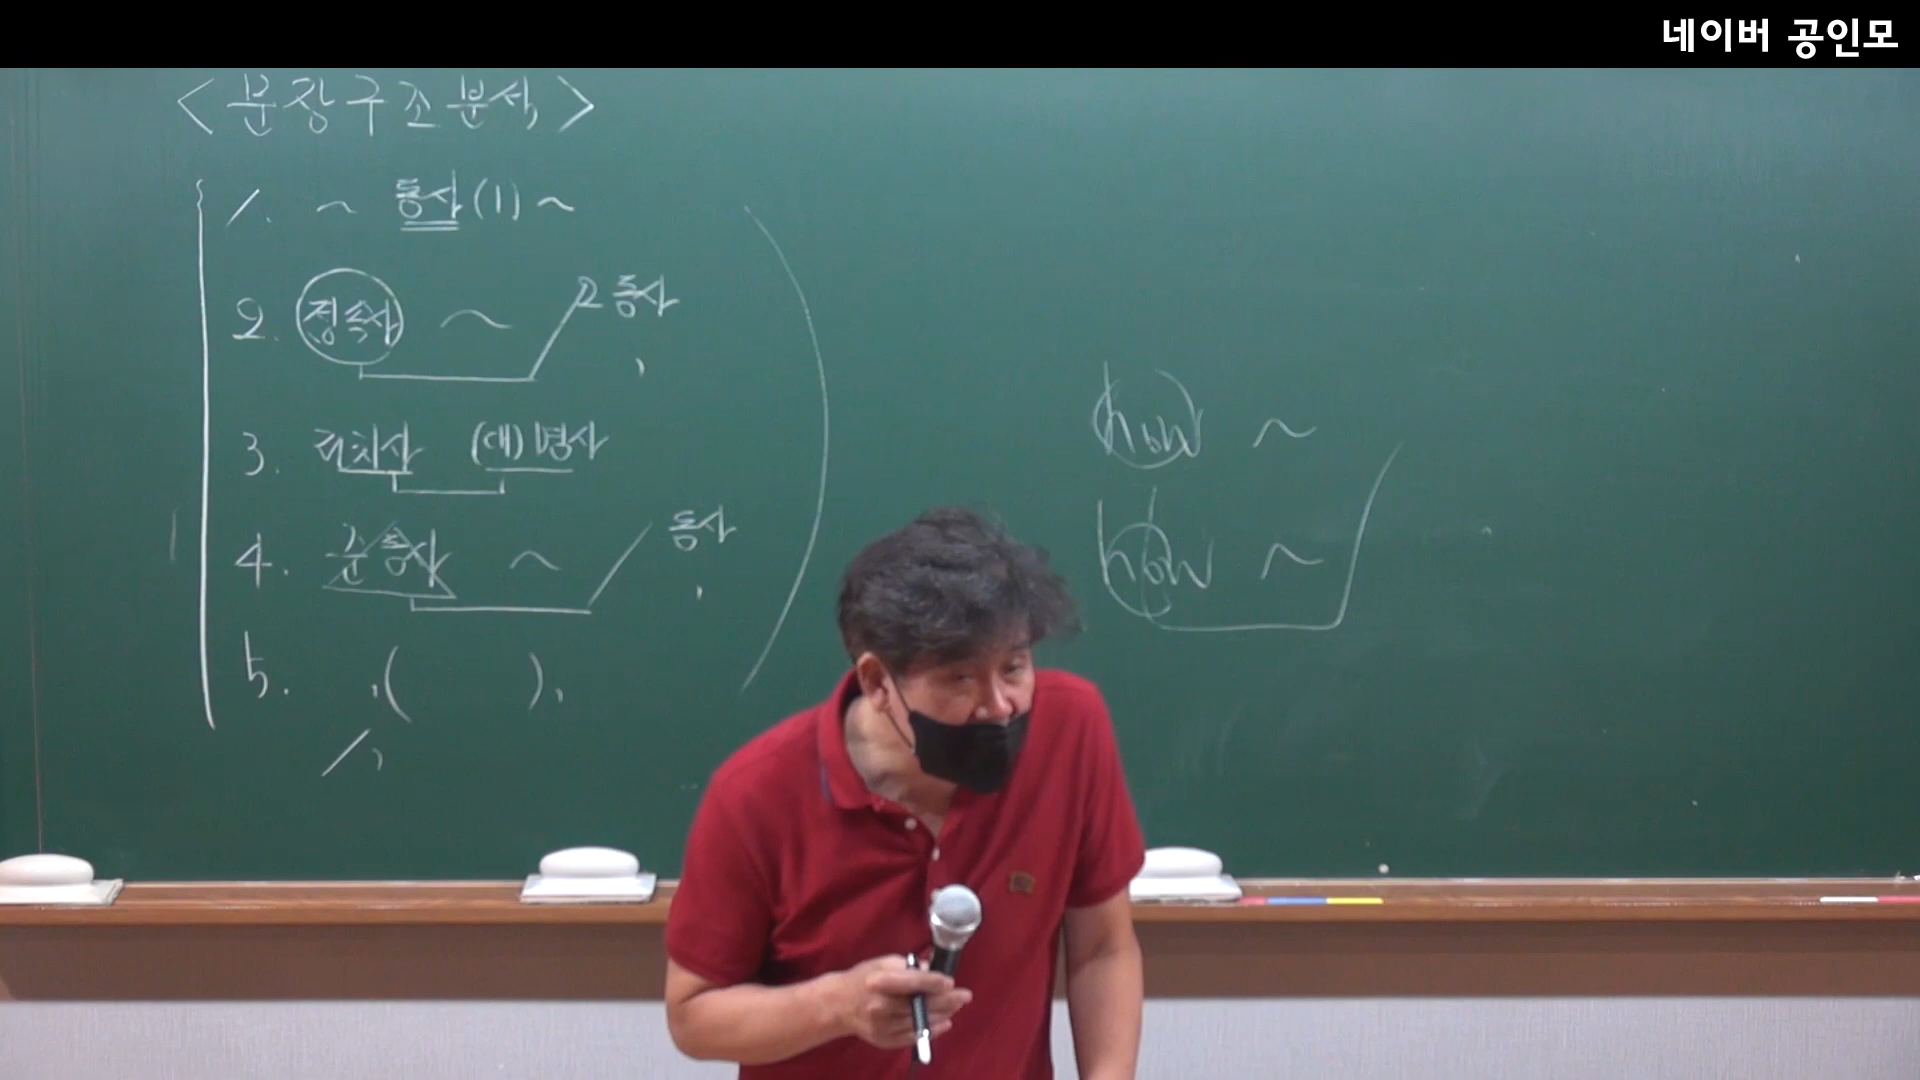 네이버 공인모
<문장구조분석>
1. ~ 동사(1) ~
2. 접속사 ~ 2동사,
3. 전치사 (대)명사
4. 준동사 ~ 동사,
5. ,( ),
/,
how ~
how ~